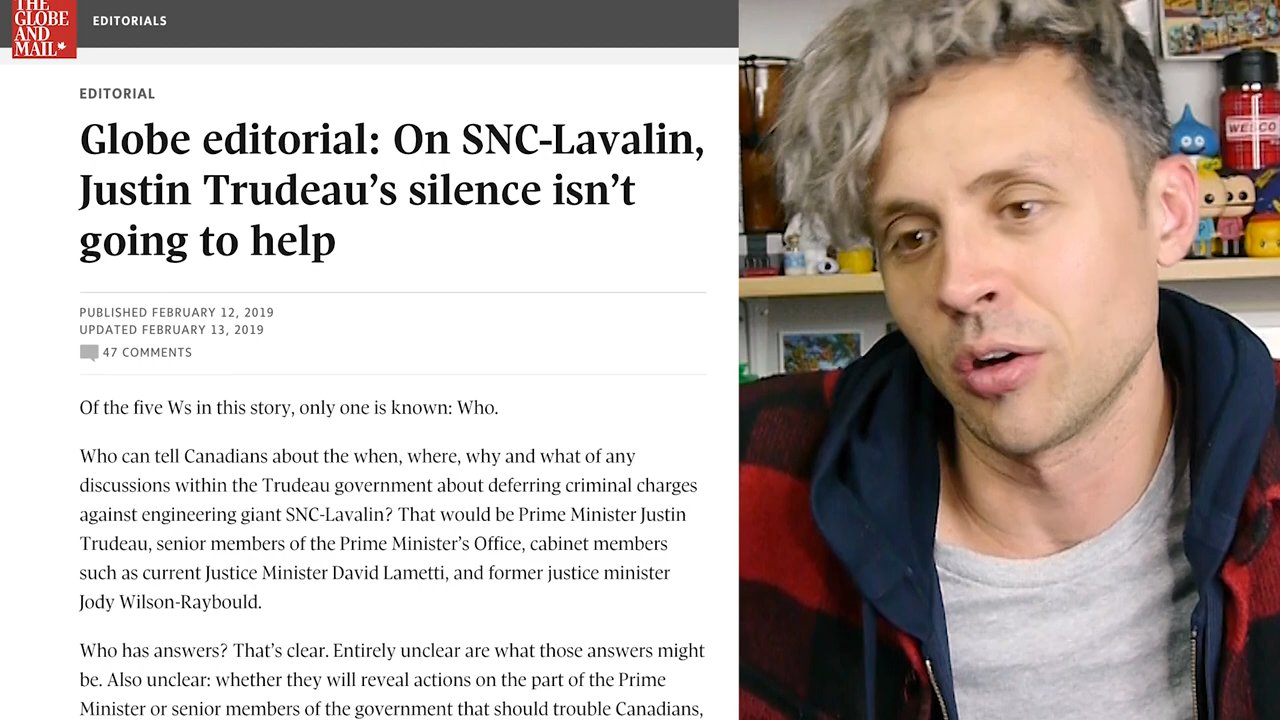 THE
GLOBE
AND
MAIL
EDITORIALS
EDITORIAL
Globe editorial: On SNC-Lavalin,
Justin Trudeau’s silence isn’t
going to help
PUBLISHED FEBRUARY 12, 2019
UPDATED FEBRUARY 13, 2019
47 COMMENTS
Of the five Ws in this story, only one is known: Who.
Who can tell Canadians about the when, where, why and what of any
discussions within the Trudeau government about deferring criminal charges
against engineering giant SNC-Lavalin? That would be Prime Minister Justin
Trudeau, senior members of the Prime Minister’s Office, cabinet members
such as current Justice Minister David Lametti, and former justice minister
Jody Wilson-Raybould.
Who has answers? That’s clear. Entirely unclear are what those answers might
be. Also unclear: whether they will reveal actions on the part of the Prime
Minister or senior members of the government that should trouble Canadians,
WESCO